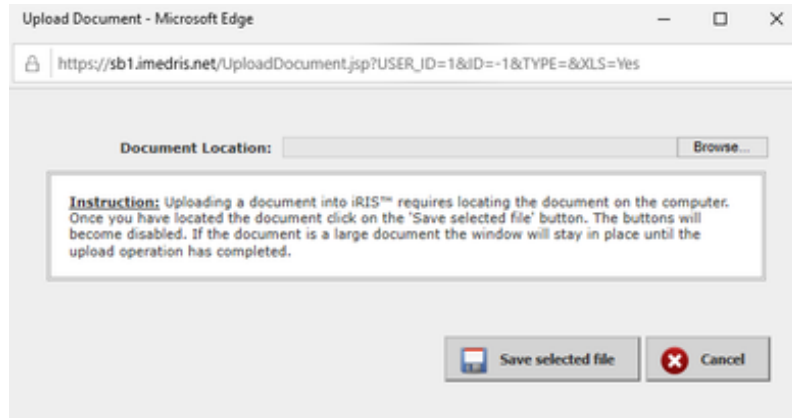 Upload Document - Microsoft Edge
https://sb1.imedris.net/UploadDocument.jsp?USER_ID=1&ID=-1&TYPE=&XLS=Yes
Document Location: Browse...
Instruction: Uploading a document into iRIS™ requires locating the document on the computer.
Once you have located the document click on the 'Save selected file' button. The buttons will
become disabled. If the document is a large document the window will stay in place until the
upload operation has completed.
Save selected file Cancel